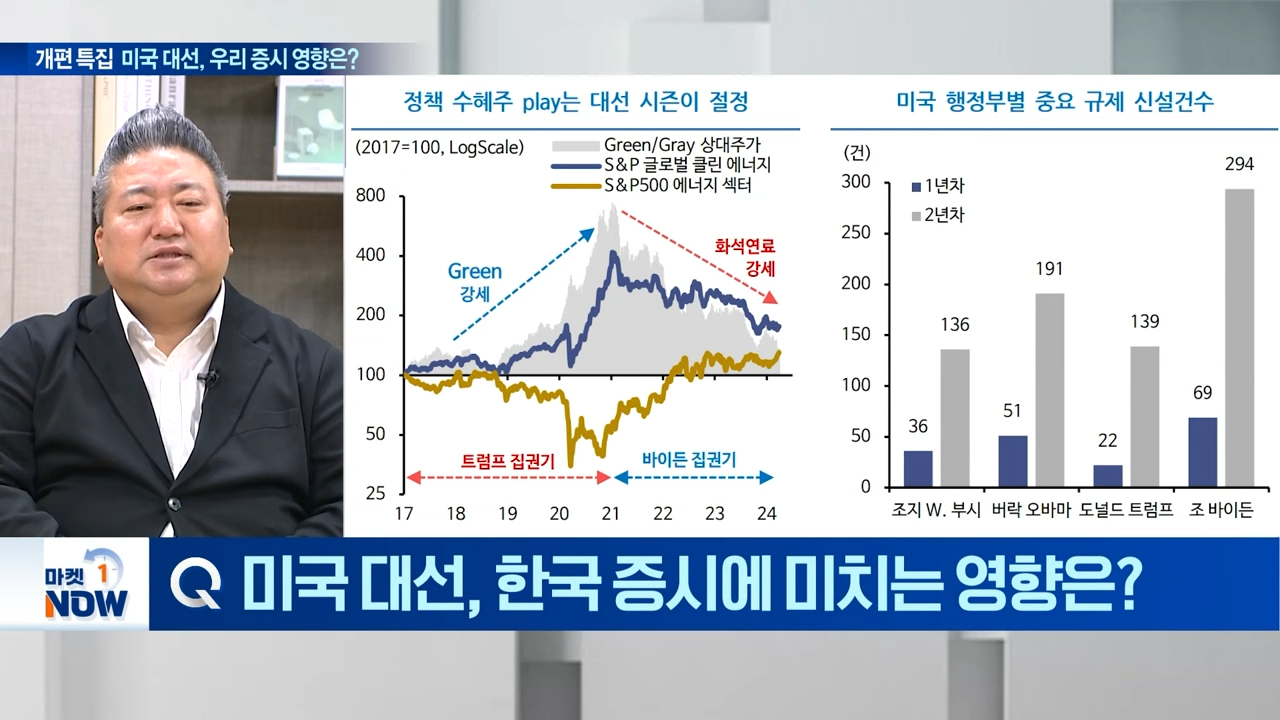 개편 특집 미국 대선, 우리 증시 영향은?
정책 수혜주 play는 대선 시즌이 절정
(2017=100, LogScale)
Green/Gray 상대주가
S&P 글로벌 클린 에너지
S&P500 에너지 섹터
800
400
200
100
50
25
Green
강세
화석연료
강세
트럼프 집권기
바이든 집권기
17 18 19 20 21 22 23 24
미국 행정부별 중요 규제 신설건수
(건)
1년차
2년차
300
250
200
150
100
50
0
36 136 51 191 22 139 69 294
조지 W. 부시 버락 오바마 도널드 트럼프 조 바이든
마켓 1
NOW
Q 미국 대선, 한국 증시에 미치는 영향은?